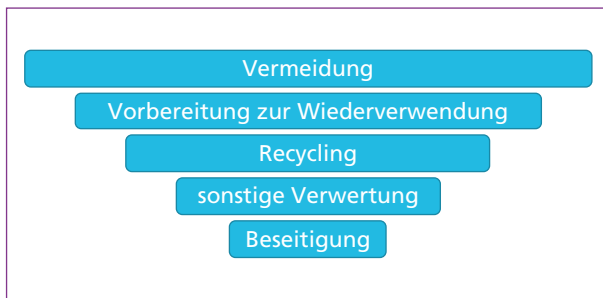 Vermeidung
Vorbereitung zur Wiederverwendung
Recycling
sonstige Verwertung
Beseitigung